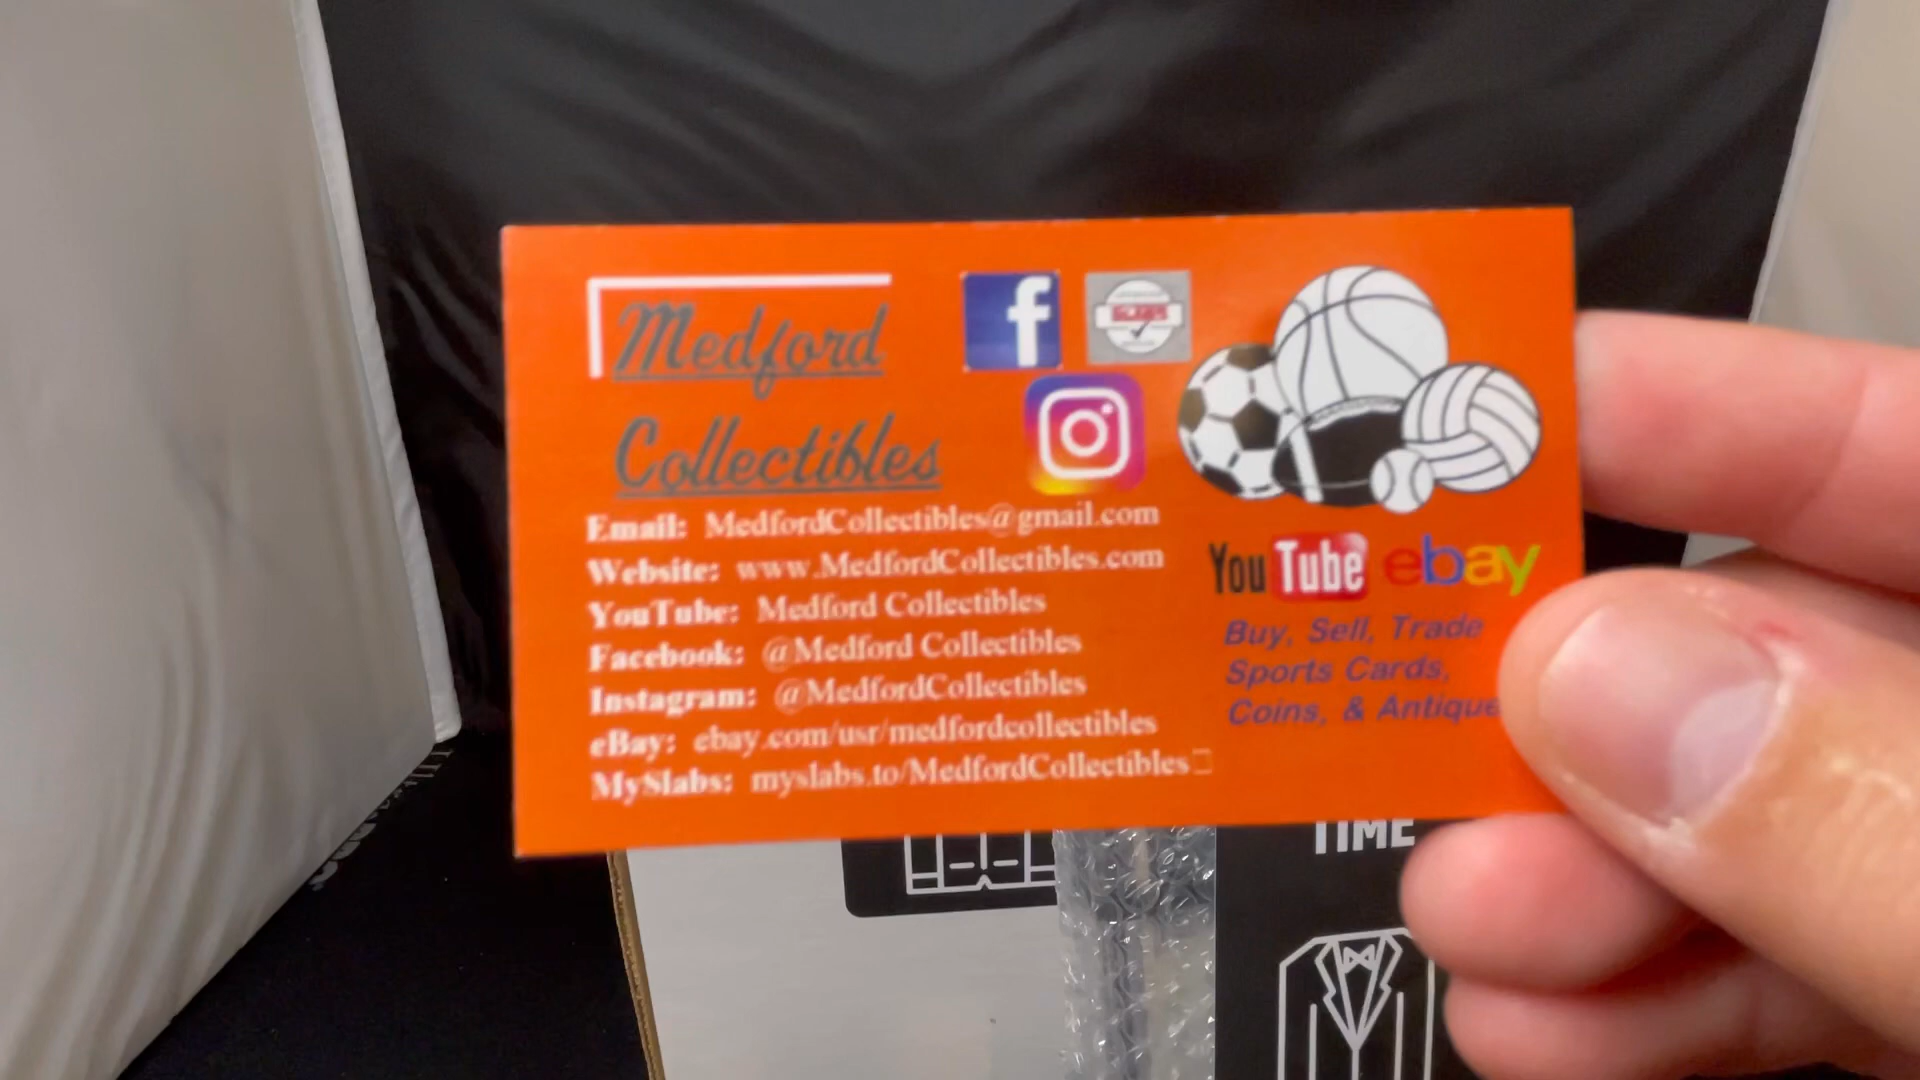 Medford
Collectibles
Email: MedfordCollectibles@gmail.com
Website: www.MedfordCollectibles.com
YouTube: Medford Collectibles
Facebook: @Medford Collectibles
Instagram: @MedfordCollectibles
eBay: ebay.com/usr/medfordcollectibles
MySlabs: myslabs.to/MedfordCollectibles
f
YouTube ebay
Buy, Sell, Trade
Sports Cards,
Coins, & Antique
TIME